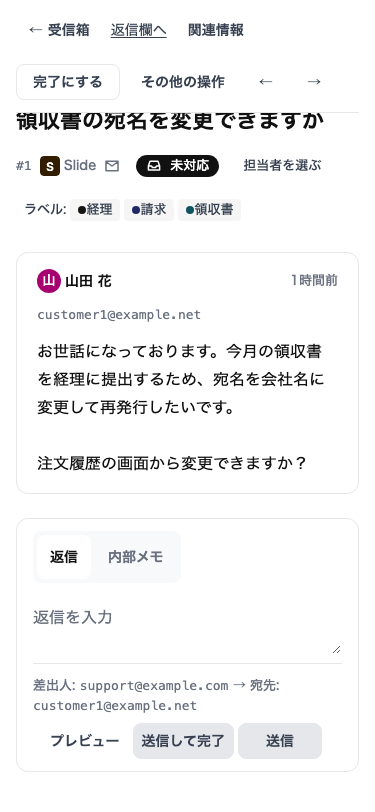 ← 受信箱 返信欄へ 関連情報
完了にする その他の操作 ← →
領収書の宛名を変更できますか
#1 S Slide 未対応 担当者を選ぶ
ラベル: 経理 請求 領収書
山 山田 花 1時間前
customer1@example.net
お世話になっております。今月の領収書
を経理に提出するため、宛名を会社名に
変更して再発行したいです。
注文履歴の画面から変更できますか？
返信 内部メモ
返信を入力
差出人: support@example.com → 宛先:
customer1@example.net
プレビュー 送信して完了 送信